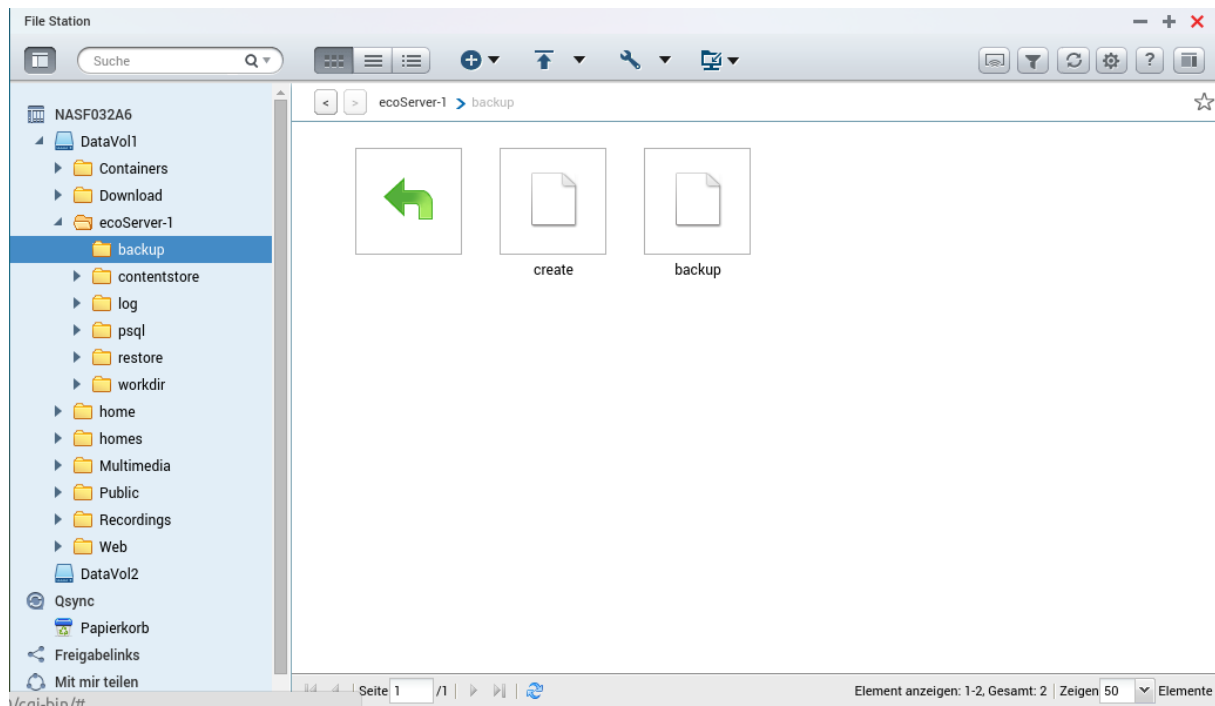 File Station
Suche
ecoServer-1 > backup
NASF032A6
DataVol1
Containers
Download
ecoServer-1
backup
contentstore
log
psql
restore
workdir
home
homes
Multimedia
Public
Recordings
Web
DataVol2
Qsync
Papierkorb
Freigabelinks
Mit mir teilen
create
backup
Seite 1 /1
Element anzeigen: 1-2, Gesamt: 2 | Zeigen 50 Elemente
/cgi-bin/#